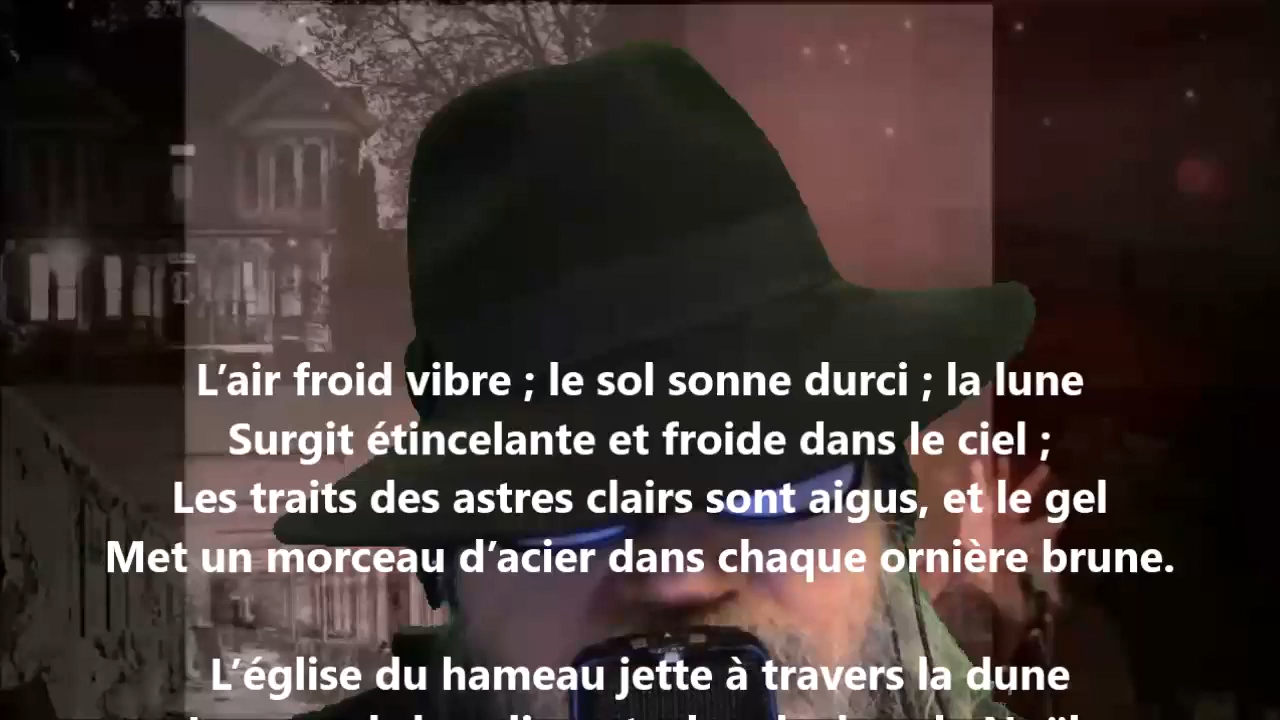 L’air froid vibre ; le sol sonne durci ; la lune
Surgit étincelante et froide dans le ciel ;
Les traits des astres clairs sont aigus, et le gel
Met un morceau d’acier dans chaque ornière brune.
L’église du hameau jette à travers la dune